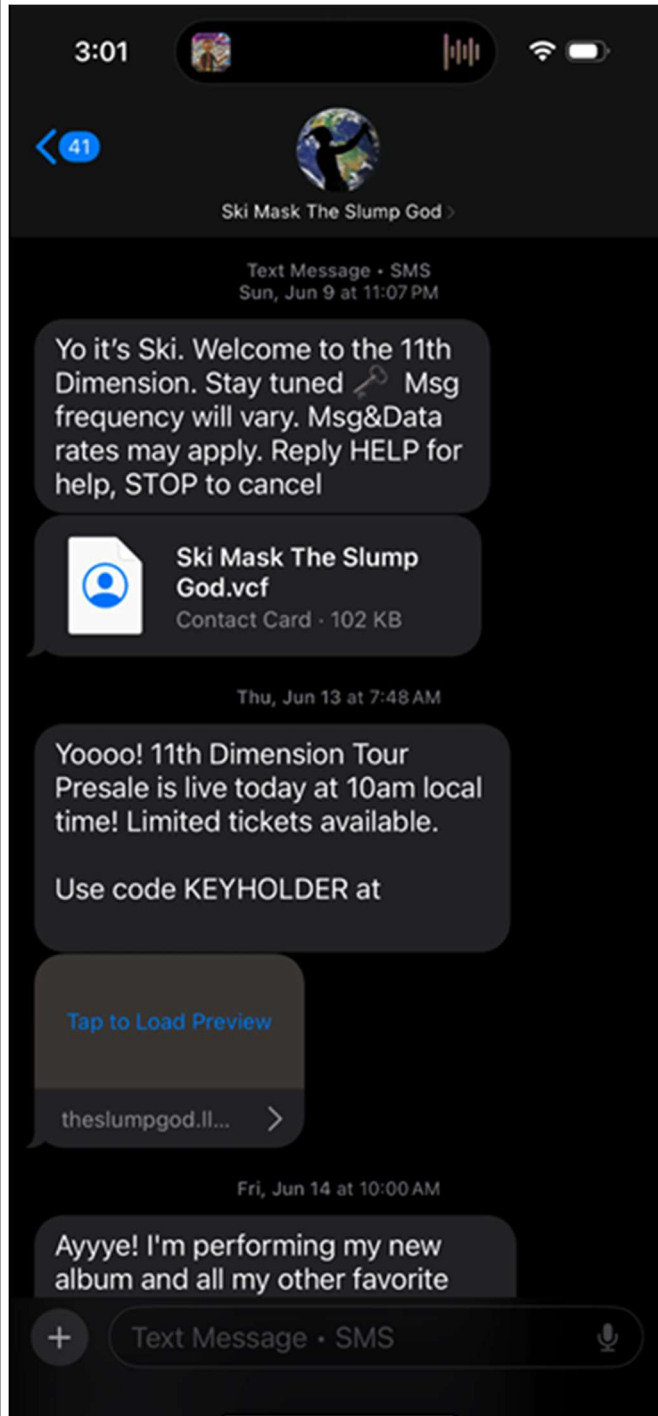 3:01
41
Ski Mask The Slump God
Text Message • SMS
Sun, Jun 9 at 11:07 PM
Yo it's Ski. Welcome to the 11th
Dimension. Stay tuned 🗝️ Msg
frequency will vary. Msg&Data
rates may apply. Reply HELP for
help, STOP to cancel
Ski Mask The Slump
God.vcf
Contact Card · 102 KB
Thu, Jun 13 at 7:48 AM
Yoooo! 11th Dimension Tour
Presale is live today at 10am local
time! Limited tickets available.
Use code KEYHOLDER at
Tap to Load Preview
theslumpgod.ll...
Fri, Jun 14 at 10:00 AM
Ayyye! I'm performing my new
album and all my other favorite
Text Message • SMS